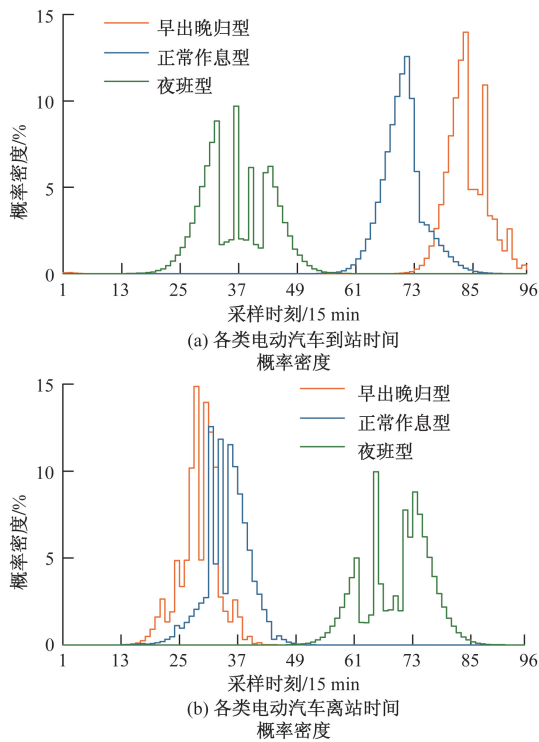 15
早出晚归型
正常作息型
夜班型
10
概率密度/%
5
0
1 13 25 37 49 61 73 85 96
采样时刻/15 min
(a) 各类电动汽车到站时间
概率密度
15
早出晚归型
正常作息型
夜班型
10
概率密度/%
5
0
1 13 25 37 49 61 73 85 96
采样时刻/15 min
(b) 各类电动汽车离站时间
概率密度